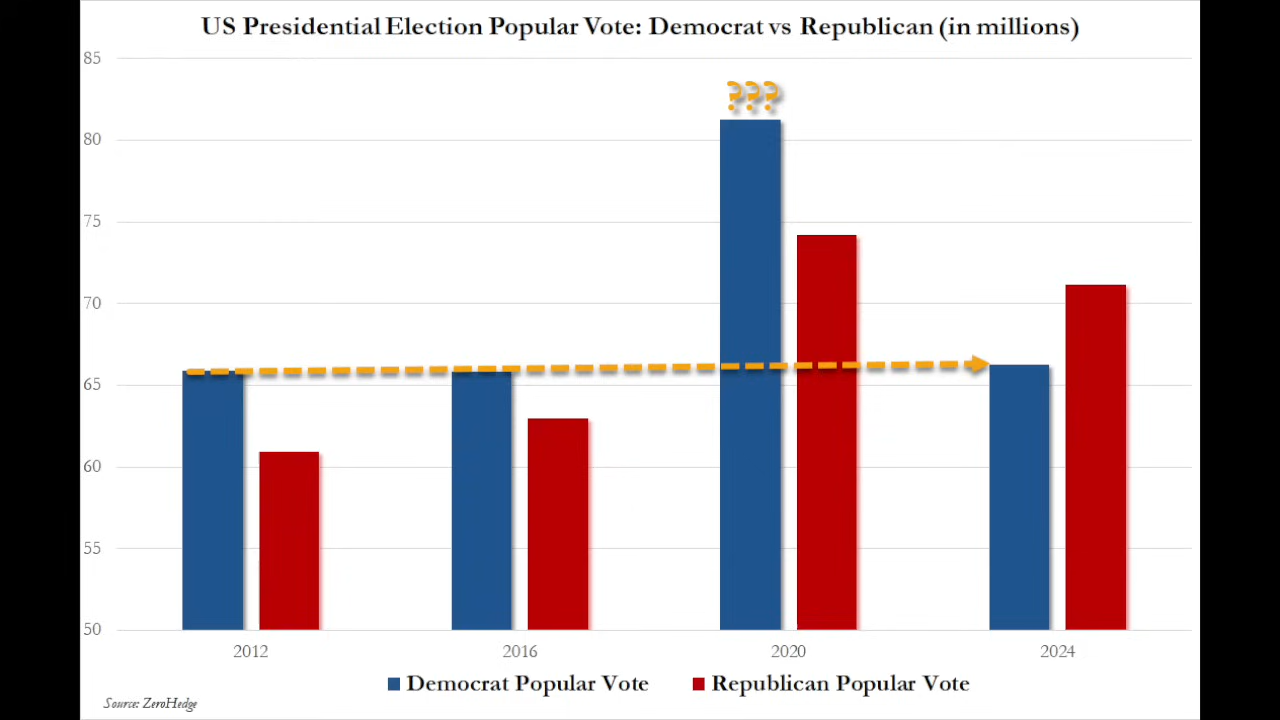 US Presidential Election Popular Vote: Democrat vs Republican (in millions)
85
???
80
75
70
65
60
55
50
2012 2016 2020 2024
Democrat Popular Vote Republican Popular Vote
Source: ZeroHedge